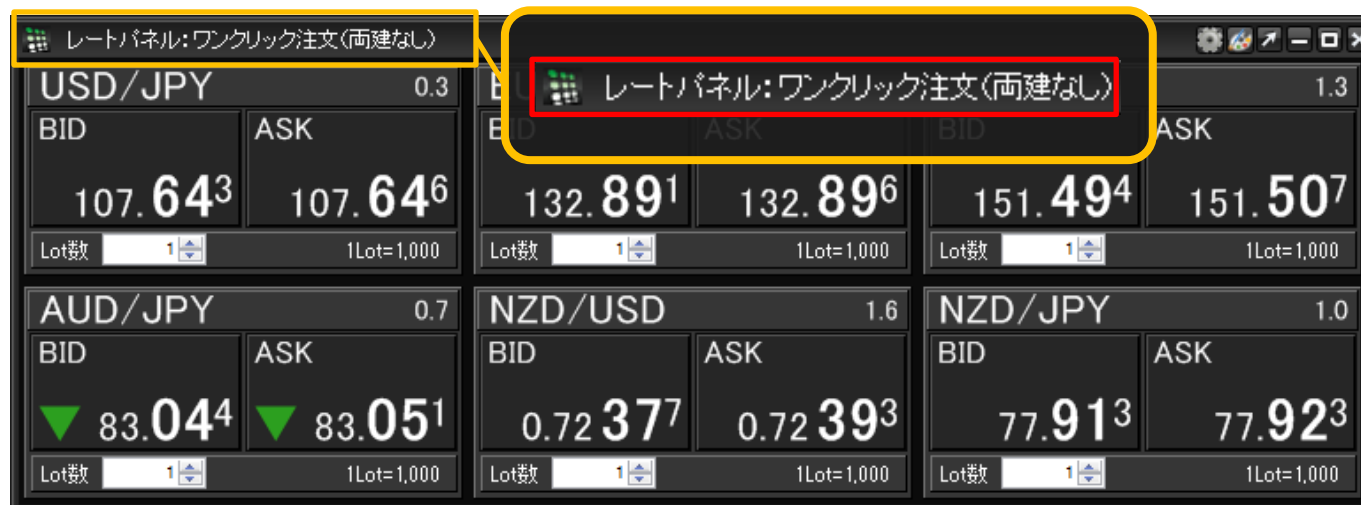 レートパネル:ワンクリック注文(両建なし)
レートパネル:ワンクリック注文(両建なし)
USD/JPY 0.3
BID ASK
107.643 107.646
Lot数 1 1Lot=1,000
BID ASK
132.891 132.896
Lot数 1 1Lot=1,000
1.3
BID ASK
151.494 151.507
Lot数 1 1Lot=1,000
AUD/JPY 0.7
BID ASK
83.044 83.051
Lot数 1 1Lot=1,000
NZD/USD 1.6
BID ASK
0.72377 0.72393
Lot数 1 1Lot=1,000
NZD/JPY 1.0
BID ASK
77.913 77.923
Lot数 1 1Lot=1,000